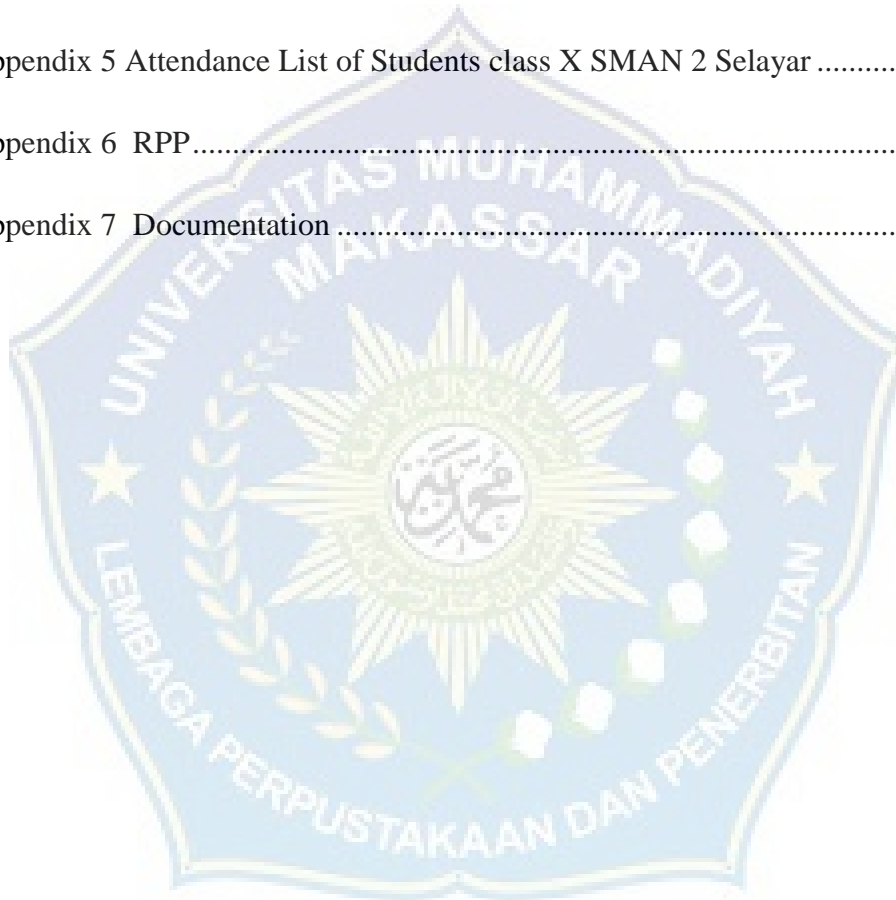 ppendix 5 Attendance List of Students class X SMAN 2 Selayar ..........
ppendix 6 RPP...........................................................................................
ppendix 7 Documentation .........................................................................
UNIVERSITAS MUHAMMADIYAH
MAKASSAR
LEMBAGA PERPUSTAKAAN DAN PENERBITAN